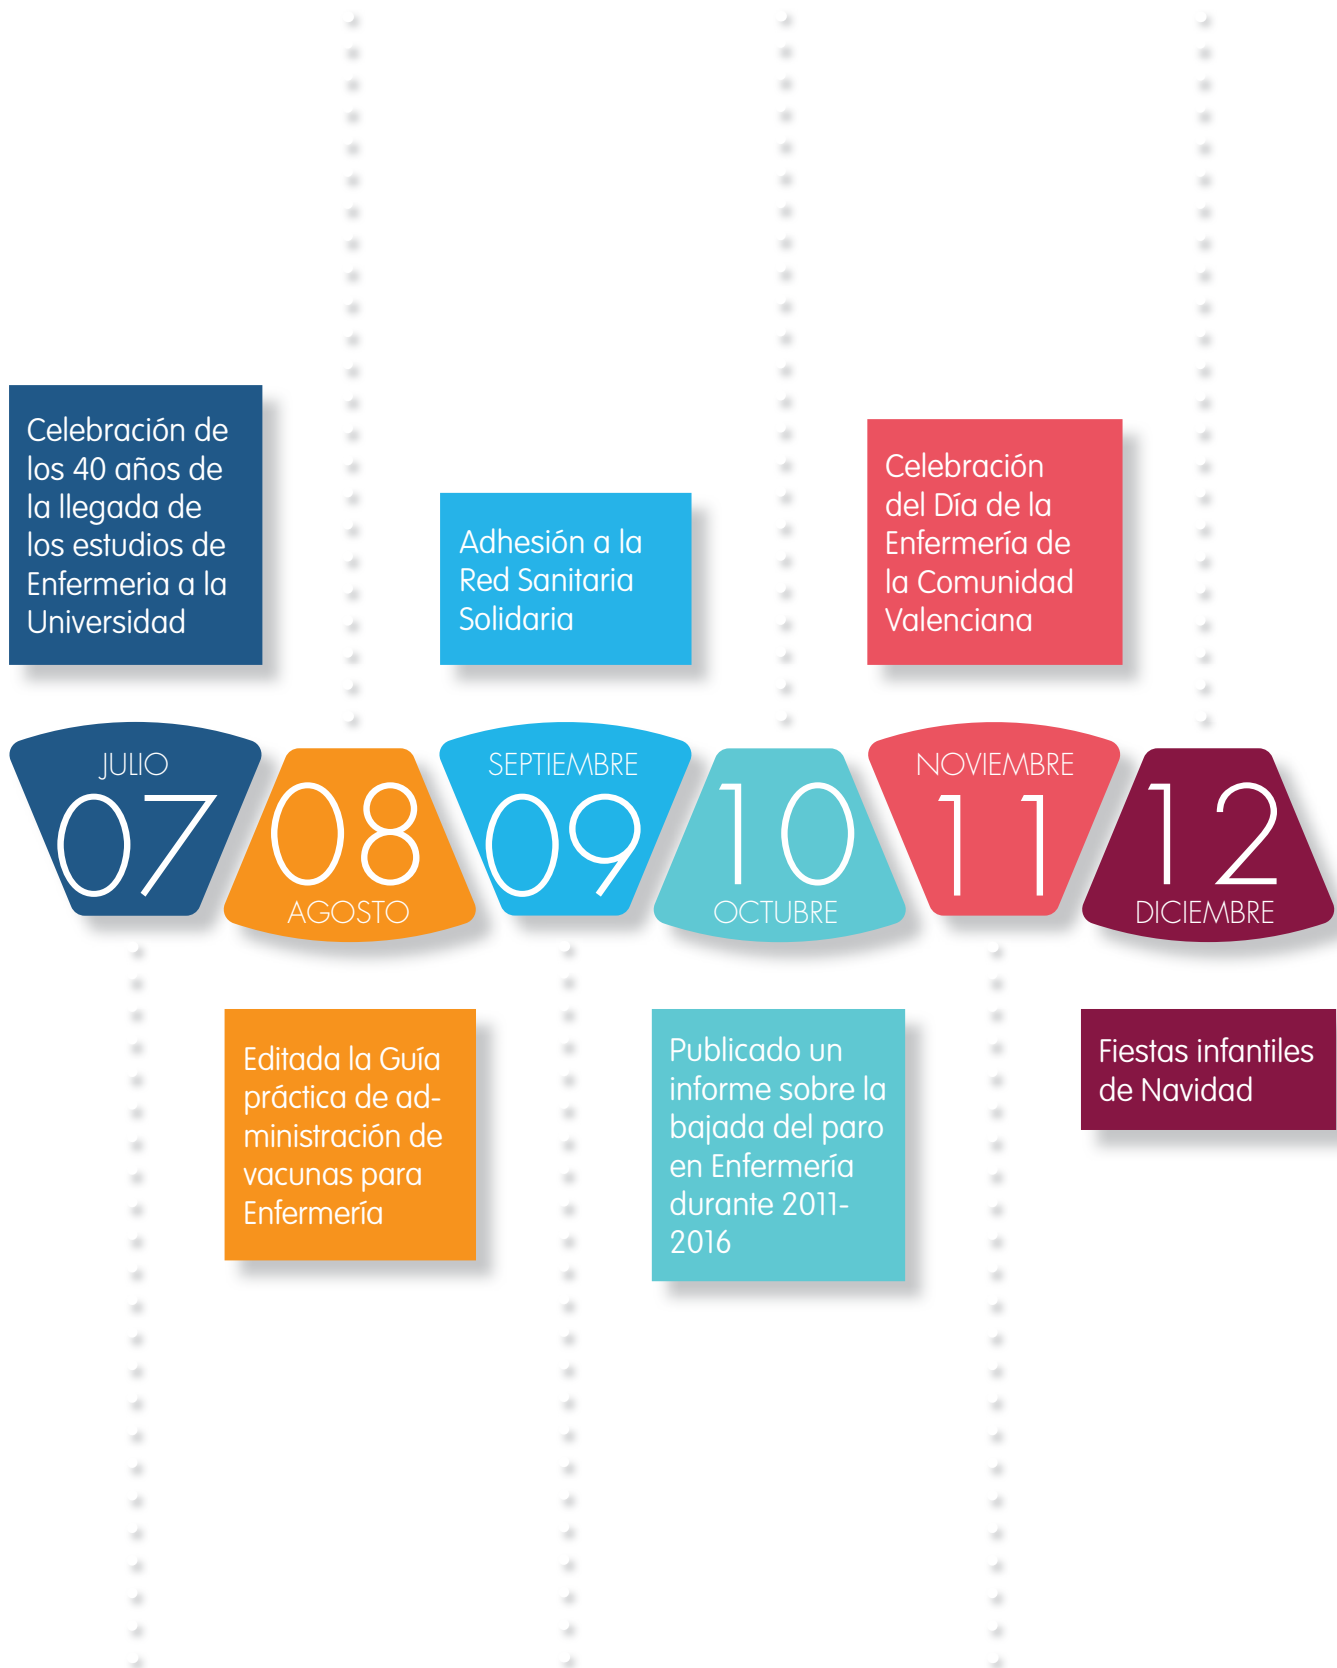 Celebración de
los 40 años de
la llegada de
los estudios de
Enfermeria a la
Universidad
JULIO
07
08
AGOSTO
Editada la Guía
práctica de ad-
ministración de
vacunas para
Enfermería
Adhesión a la
Red Sanitaria
Solidaria
SEPTIEMBRE
09
10
OCTUBRE
Publicado un
informe sobre la
bajada del paro
en Enfermería
durante 2011-
2016
Celebración
del Día de la
Enfermería de
la Comunidad
Valenciana
NOVIEMBRE
11
12
DICIEMBRE
Fiestas infantiles
de Navidad